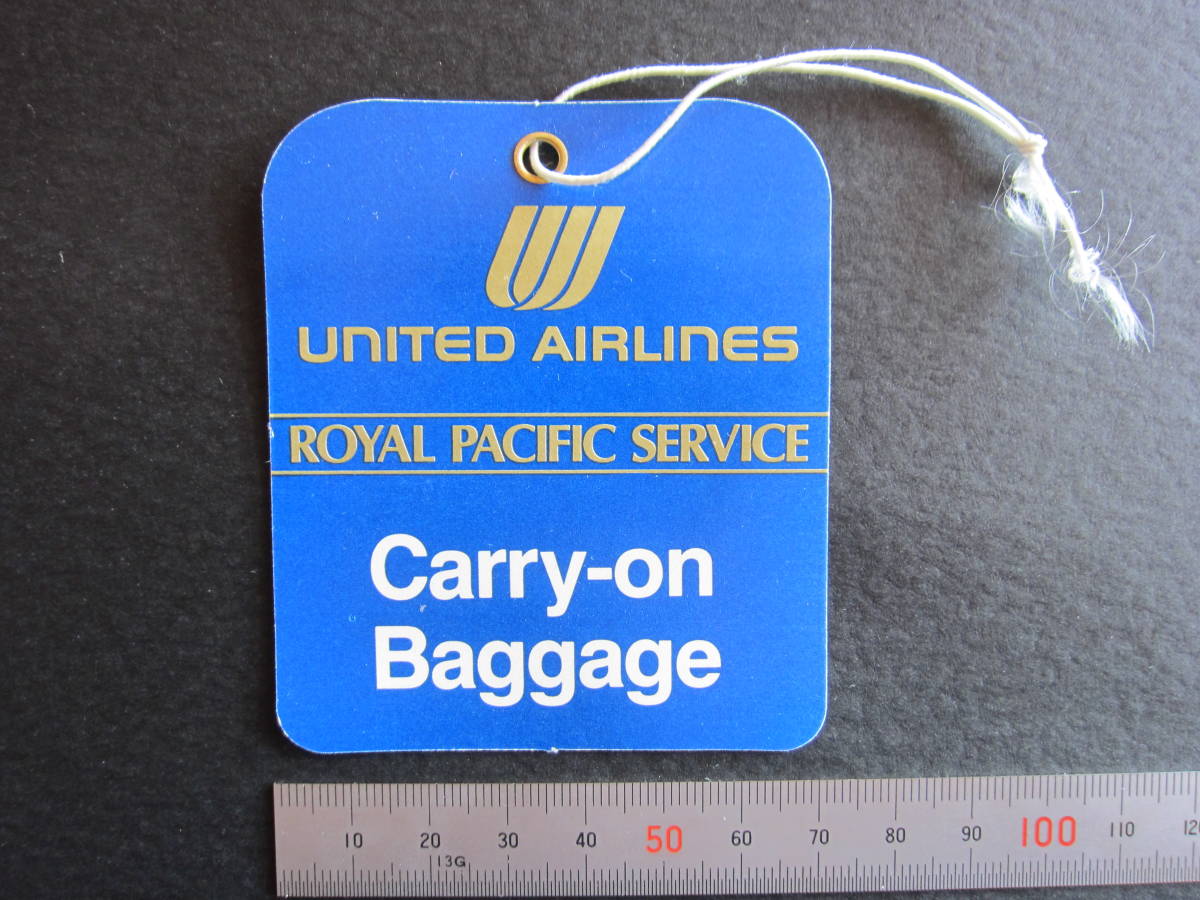 UNITED AIRLINES
ROYAL PACIFIC SERVICE
Carry-on
Baggage
10 20 30 40 50 60 70 80 90 100 110 120
13G